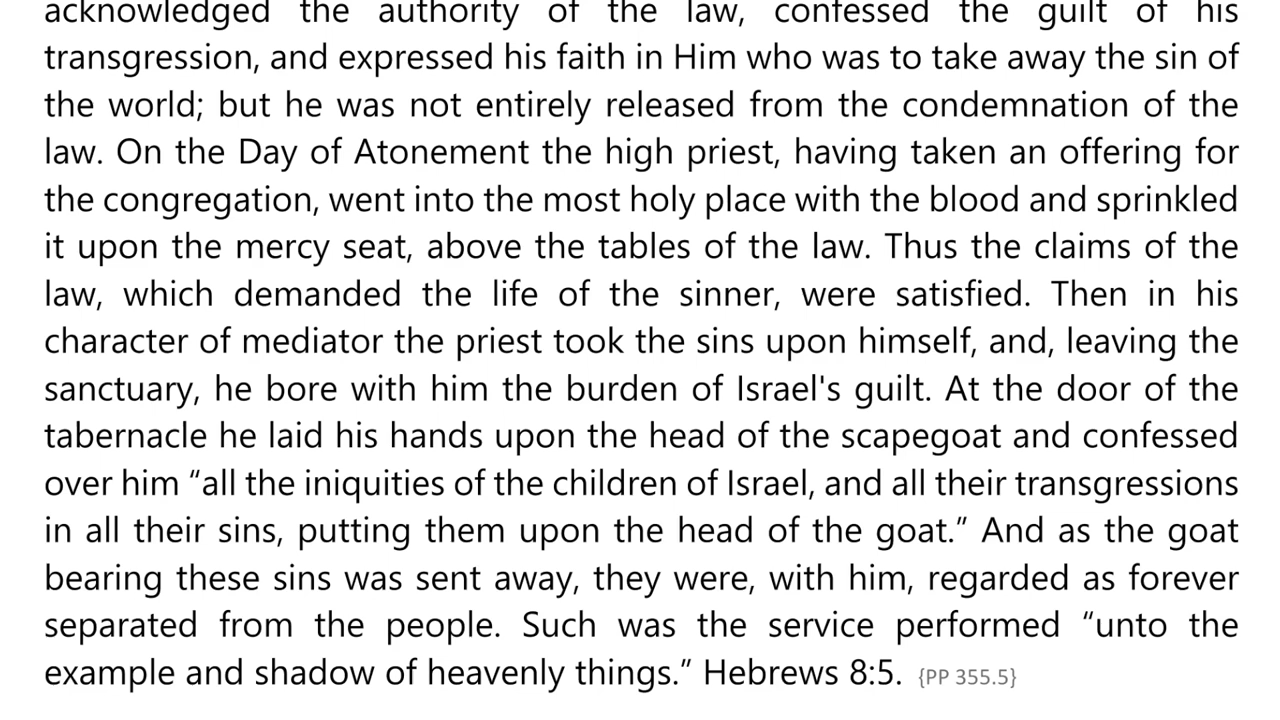 acknowledged the authority of the law, confessed the guilt of his
transgression, and expressed his faith in Him who was to take away the sin of
the world; but he was not entirely released from the condemnation of the
law. On the Day of Atonement the high priest, having taken an offering for
the congregation, went into the most holy place with the blood and sprinkled
it upon the mercy seat, above the tables of the law. Thus the claims of the
law, which demanded the life of the sinner, were satisfied. Then in his
character of mediator the priest took the sins upon himself, and, leaving the
sanctuary, he bore with him the burden of Israel's guilt. At the door of the
tabernacle he laid his hands upon the head of the scapegoat and confessed
over him “all the iniquities of the children of Israel, and all their transgressions
in all their sins, putting them upon the head of the goat.” And as the goat
bearing these sins was sent away, they were, with him, regarded as forever
separated from the people. Such was the service performed “unto the
example and shadow of heavenly things.” Hebrews 8:5. {PP 355.5}